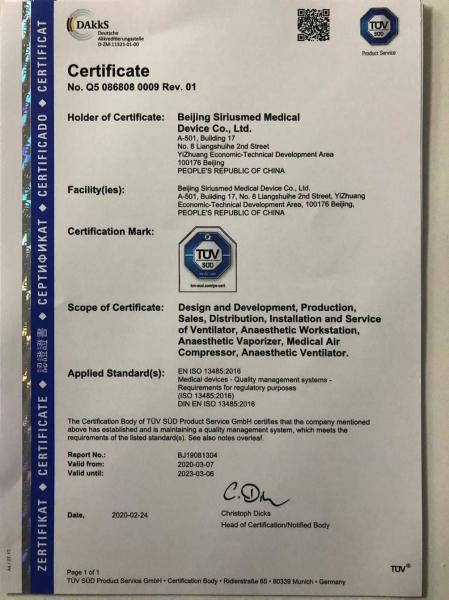 DAkkS
Deutsche
Akkreditierungsstelle
D-ZM-11321-01-00
TÜV
SÜD
Product Service
Certificate
No. Q5 086808 0009 Rev. 01
Holder of Certificate: Beijing Siriusmed Medical
Device Co., Ltd.
A-501, Building 17
No. 8 Liangshuihe 2nd Street
YiZhuang Economic-Technical Development Area
100176 Beijing
PEOPLE'S REPUBLIC OF CHINA
Facility(ies): Beijing Siriusmed Medical Device Co., Ltd.
A-501, Building 17, No. 8 Liangshuihe 2nd Street, YiZhuang
Economic-Technical Development Area, 100176 Beijing,
PEOPLE'S REPUBLIC OF CHINA
Certification Mark:
TÜV
SÜD
tuv-sud.com/ps-cert
Scope of Certificate: Design and Development, Production,
Sales, Distribution, Installation and Service
of Ventilator, Anaesthetic Workstation,
Anaesthetic Vaporizer, Medical Air
Compressor, Anaesthetic Ventilator.
Applied Standard(s): EN ISO 13485:2016
Medical devices - Quality management systems -
Requirements for regulatory purposes
(ISO 13485:2016)
DIN EN ISO 13485:2016
The Certification Body of TÜV SÜD Product Service GmbH certifies that the company mentioned
above has established and is maintaining a quality management system, which meets the
requirements of the listed standard(s). See also notes overleaf.
Report No.: BJ19081304
Valid from: 2020-03-07
Valid until: 2023-03-06
Date, 2020-02-24
Christoph Dicks
Head of Certification/Notified Body
Page 1 of 1
TÜV SÜD Product Service GmbH • Certification Body • Ridlerstraße 65 • 80339 Munich • Germany
TÜV®
ZERTIFIKAT ◆ CERTIFICATE ◆ 認證證書 ◆ СЕРТИФИКАТ ◆ CERTIFICADO ◆ CERTIFICAT